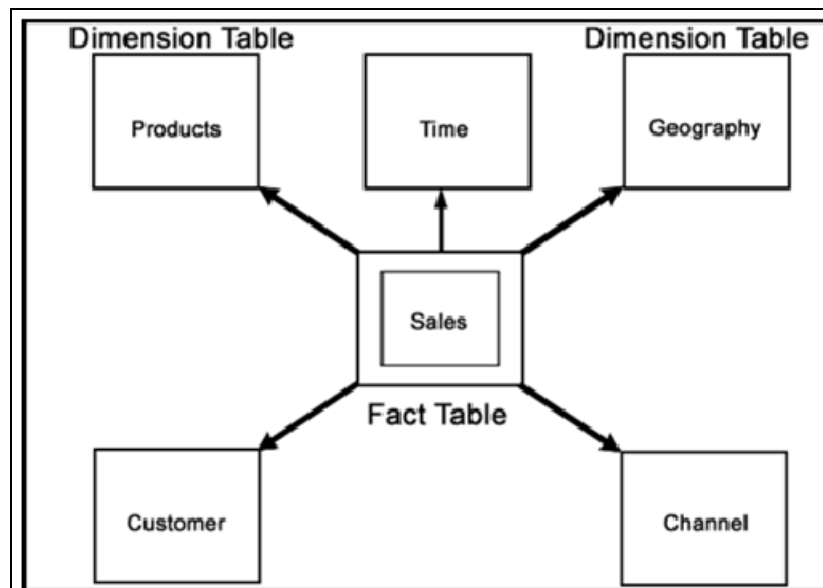 Dimension Table
Dimension Table
Products
Time
Geography
Sales
Fact Table
Customer
Channel